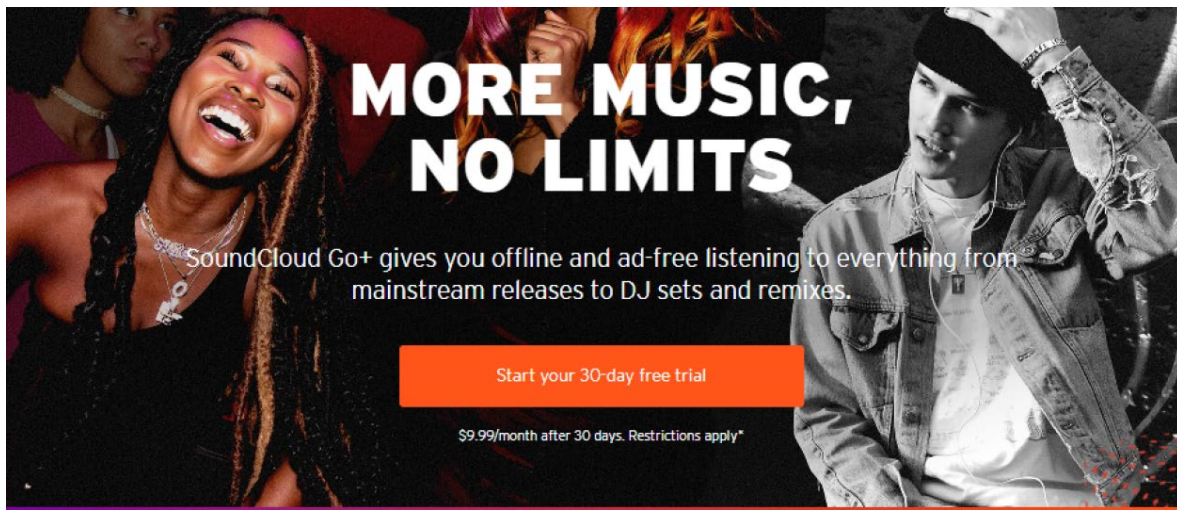 MORE MUSIC,
NO LIMITS
SoundCloud Go+ gives you offline and ad-free listening to everything from
mainstream releases to DJ sets and remixes.
Start your 30-day free trial
$9.99/month after 30 days. Restrictions apply*